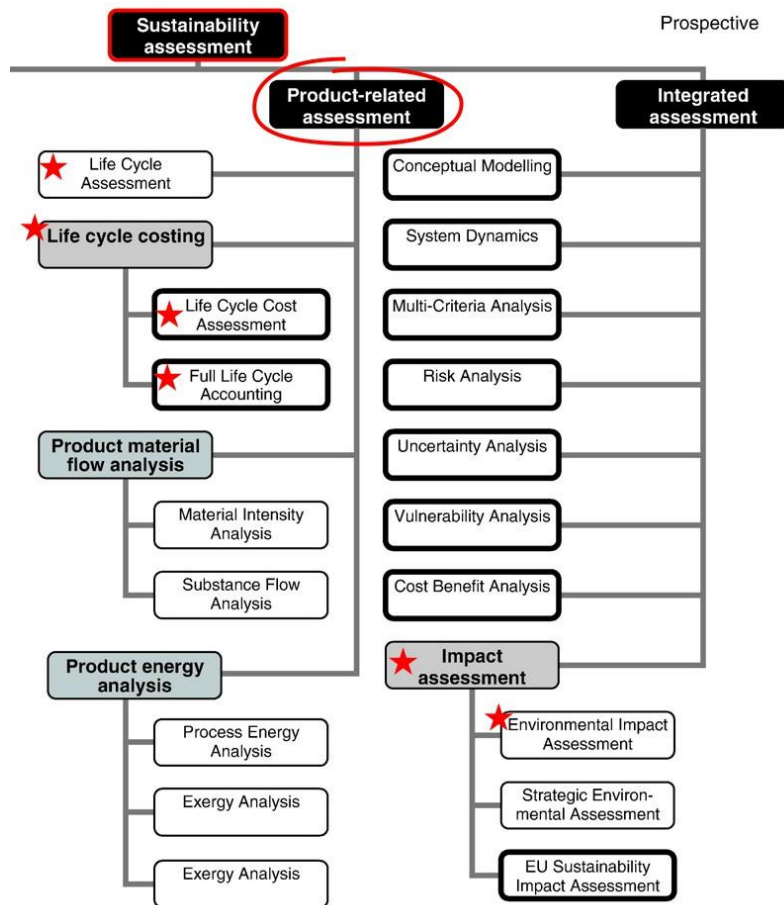 Sustainability
assessment
Prospective
Product-related
assessment
Integrated
assessment
Life Cycle
Assessment
Life cycle costing
Life Cycle Cost
Assessment
Full Life Cycle
Accounting
Product material
flow analysis
Material Intensity
Analysis
Substance Flow
Analysis
Product energy
analysis
Process Energy
Analysis
Exergy Analysis
Exergy Analysis
Conceptual Modelling
System Dynamics
Multi-Criteria Analysis
Risk Analysis
Uncertainty Analysis
Vulnerability Analysis
Cost Benefit Analysis
Impact
assessment
Environmental Impact
Assessment
Strategic Environ-
mental Assessment
EU Sustainability
Impact Assessment